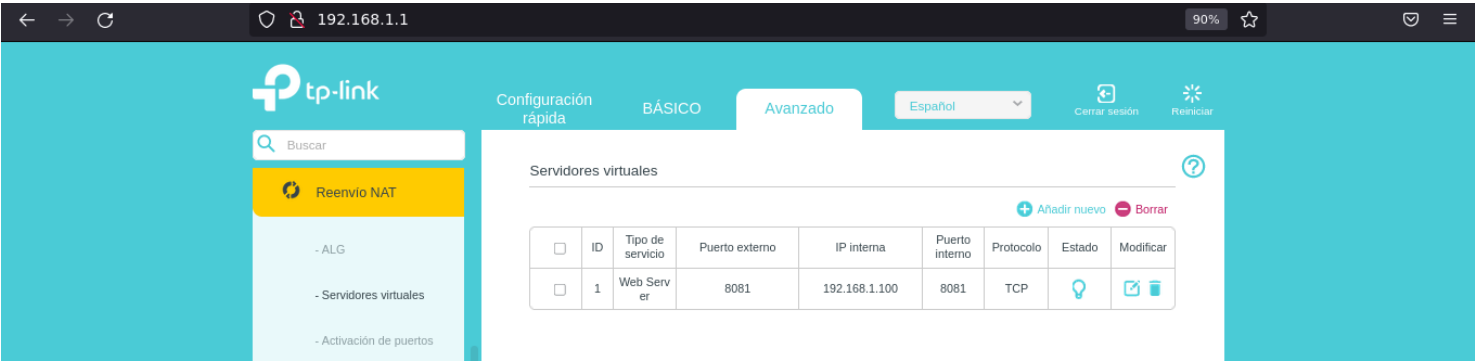 192.168.1.1
90%
tp-link
Configuración
rápida
BÁSICO
Avanzado
Español
Cerrar sesión
Reiniciar
Buscar
Reenvío NAT
- ALG
- Servidores virtuales
- Activación de puertos
Servidores virtuales
?
Añadir nuevo
Borrar
ID
Tipo de
servicio
Puerto externo
IP interna
Puerto
interno
Protocolo
Estado
Modificar
1
Web Serv
er
8081
192.168.1.100
8081
TCP